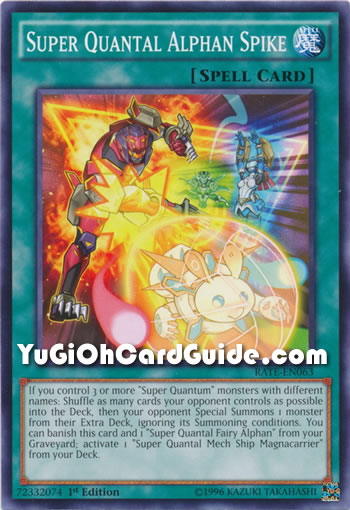 SUPER QUANTAL ALPHAN SPIKE
魔
[SPELL CARD]
YuGiOhCardGuide.com
RATE-EN063
If you control 3 or more "Super Quantum" monsters with different
names: Shuffle as many cards your opponent controls as possible
into the Deck, then your opponent Special Summons 1 monster
from their Extra Deck, ignoring its Summoning conditions. You
can banish this card and 1 "Super Quantal Fairy Alphan" from your
Graveyard; activate 1 "Super Quantal Mech Ship Magnacarrier"
from your Deck.
72332074 1st Edition ©1996 KAZUKI TAKAHASHI